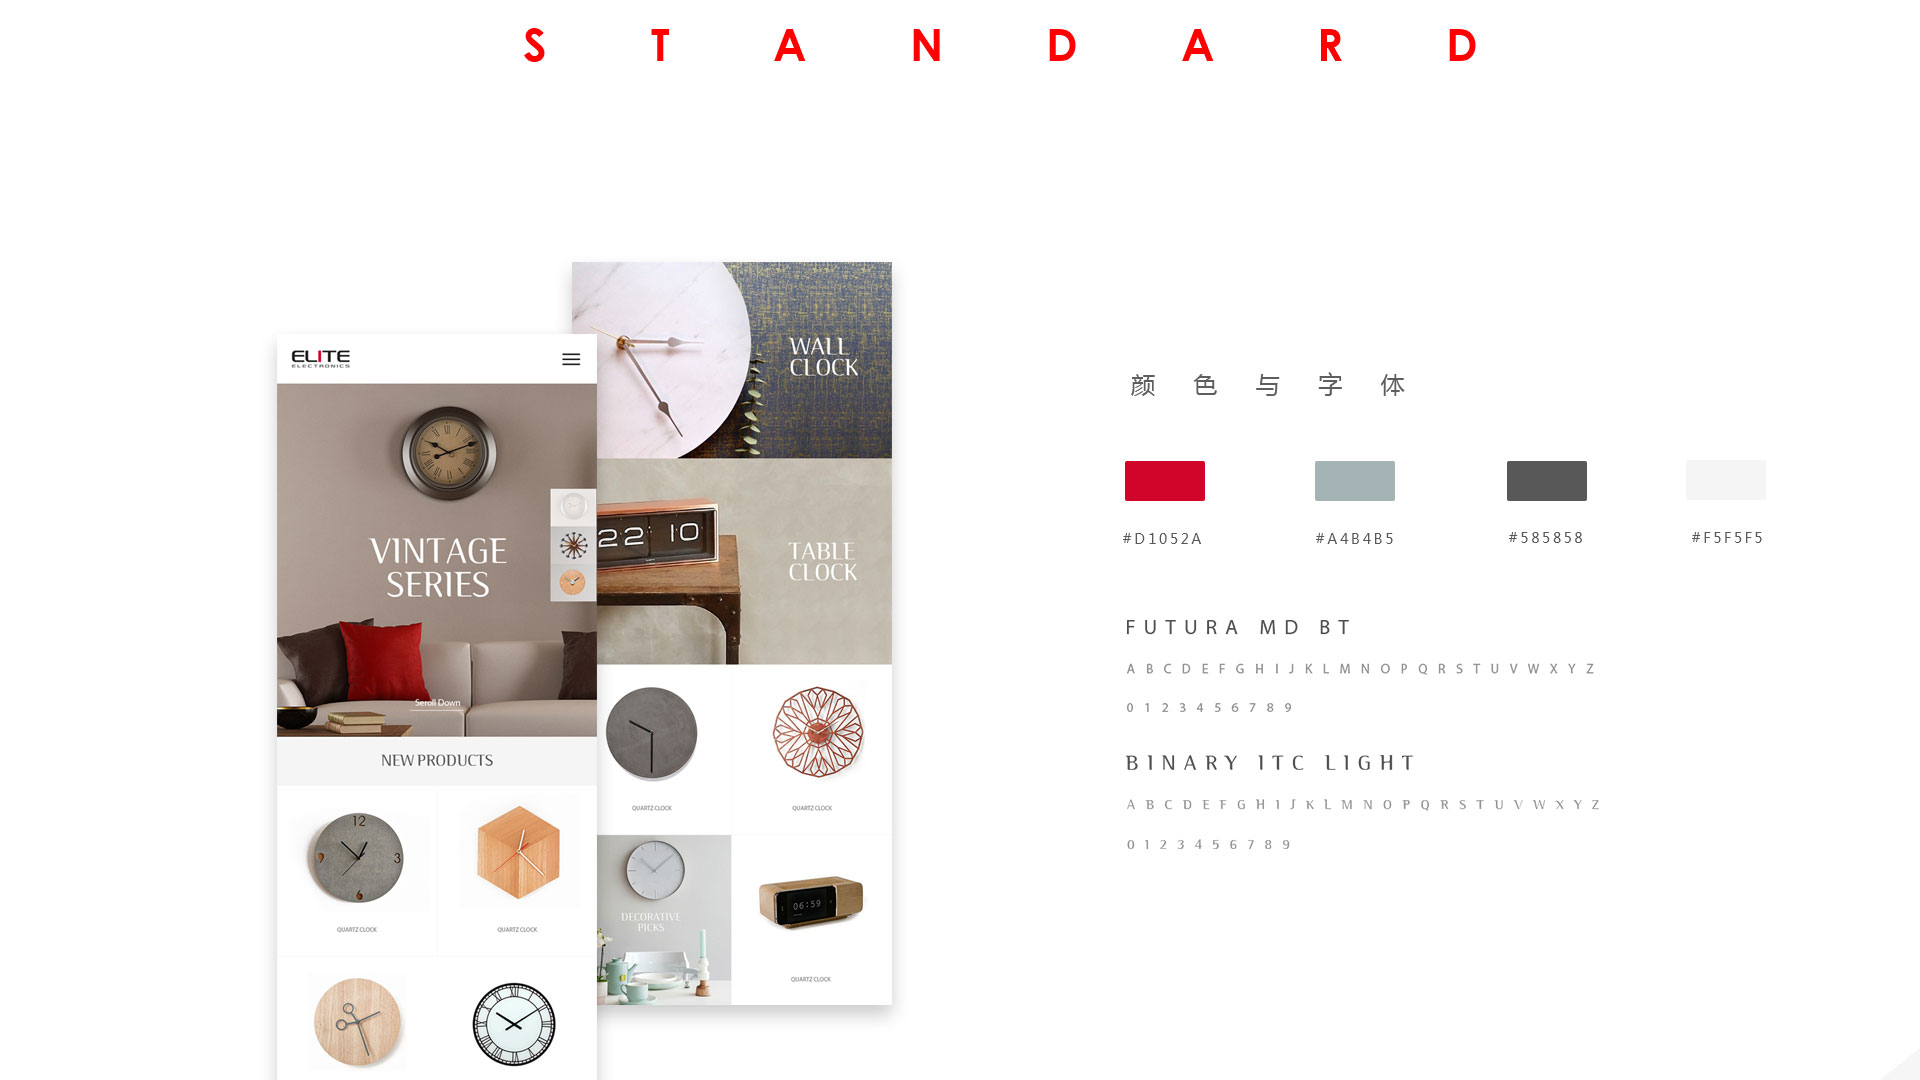 STANDARD
ELITE
ELECTRONICS
VINTAGE
SERIES
Seroll Down
NEW PRODUCTS
12
3
6
QUARTZ CLOCK
QUARTZ CLOCK
WALL
CLOCK
22 10
TABLE
CLOCK
QUARTZ CLOCK
QUARTZ CLOCK
DECORATIVE
PICKS
06:59
QUARTZ CLOCK
颜色与字体
#D1052A
#A4B4B5
#585858
#F5F5F5
FUTURA MD BT
A B C D E F G H I J K L M N O P Q R S T U V W X Y Z
0 1 2 3 4 5 6 7 8 9
BINARY ITC LIGHT
A B C D E F G H I J K L M N O P Q R S T U V W X Y Z
0 1 2 3 4 5 6 7 8 9